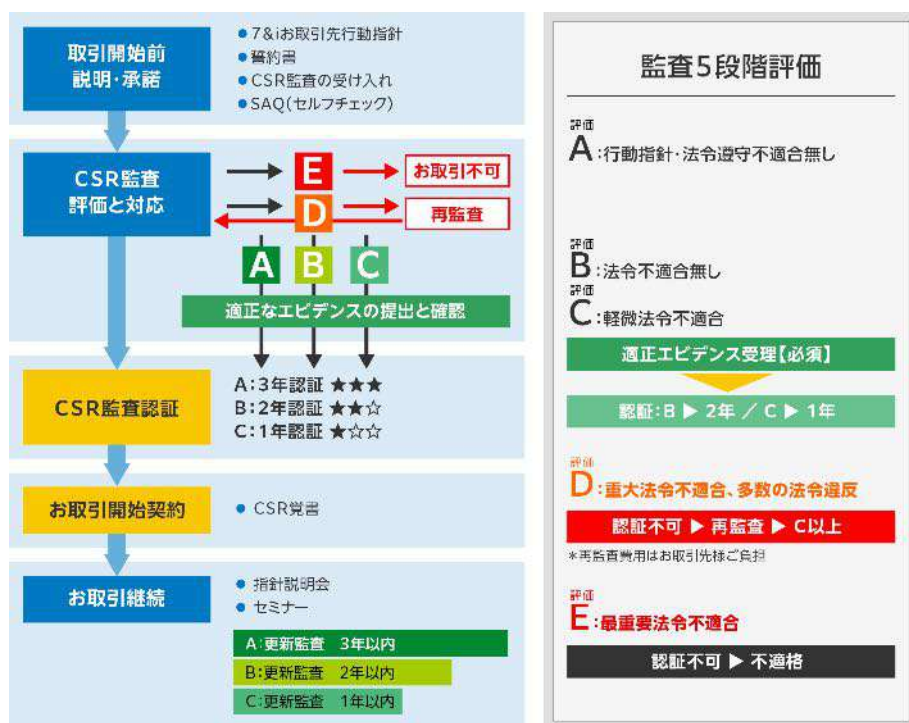 取引開始前
説明・承諾
●7&iお取引先行動指針
●誓約書
●CSR監査の受け入れ
●SAQ(セルフチェック)
CSR監査
評価と対応
E
お取引不可
D
再監査
A B C
適正なエビデンスの提出と確認
CSR監査認証
A:3年認証 ★★★
B:2年認証 ★★☆
C:1年認証 ★☆☆
お取引開始契約
● CSR覚書
お取引継続
● 指針説明会
● セミナー
A:更新監査 3年以内
B:更新監査 2年以内
C:更新監査 1年以内
監査5段階評価
評価
A:行動指針・法令遵守不適合無し
評価
B:法令不適合無し
評価
C:軽微法令不適合
適正エビデンス受理【必須】
認証:B ▶ 2年 / C ▶ 1年
評価
D:重大法令不適合、多数の法令違反
認証不可 ▶ 再監査 ▶ C以上
*再監査費用はお取引先様ご負担
評価
E:最重要法令不適合
認証不可 ▶ 不適格